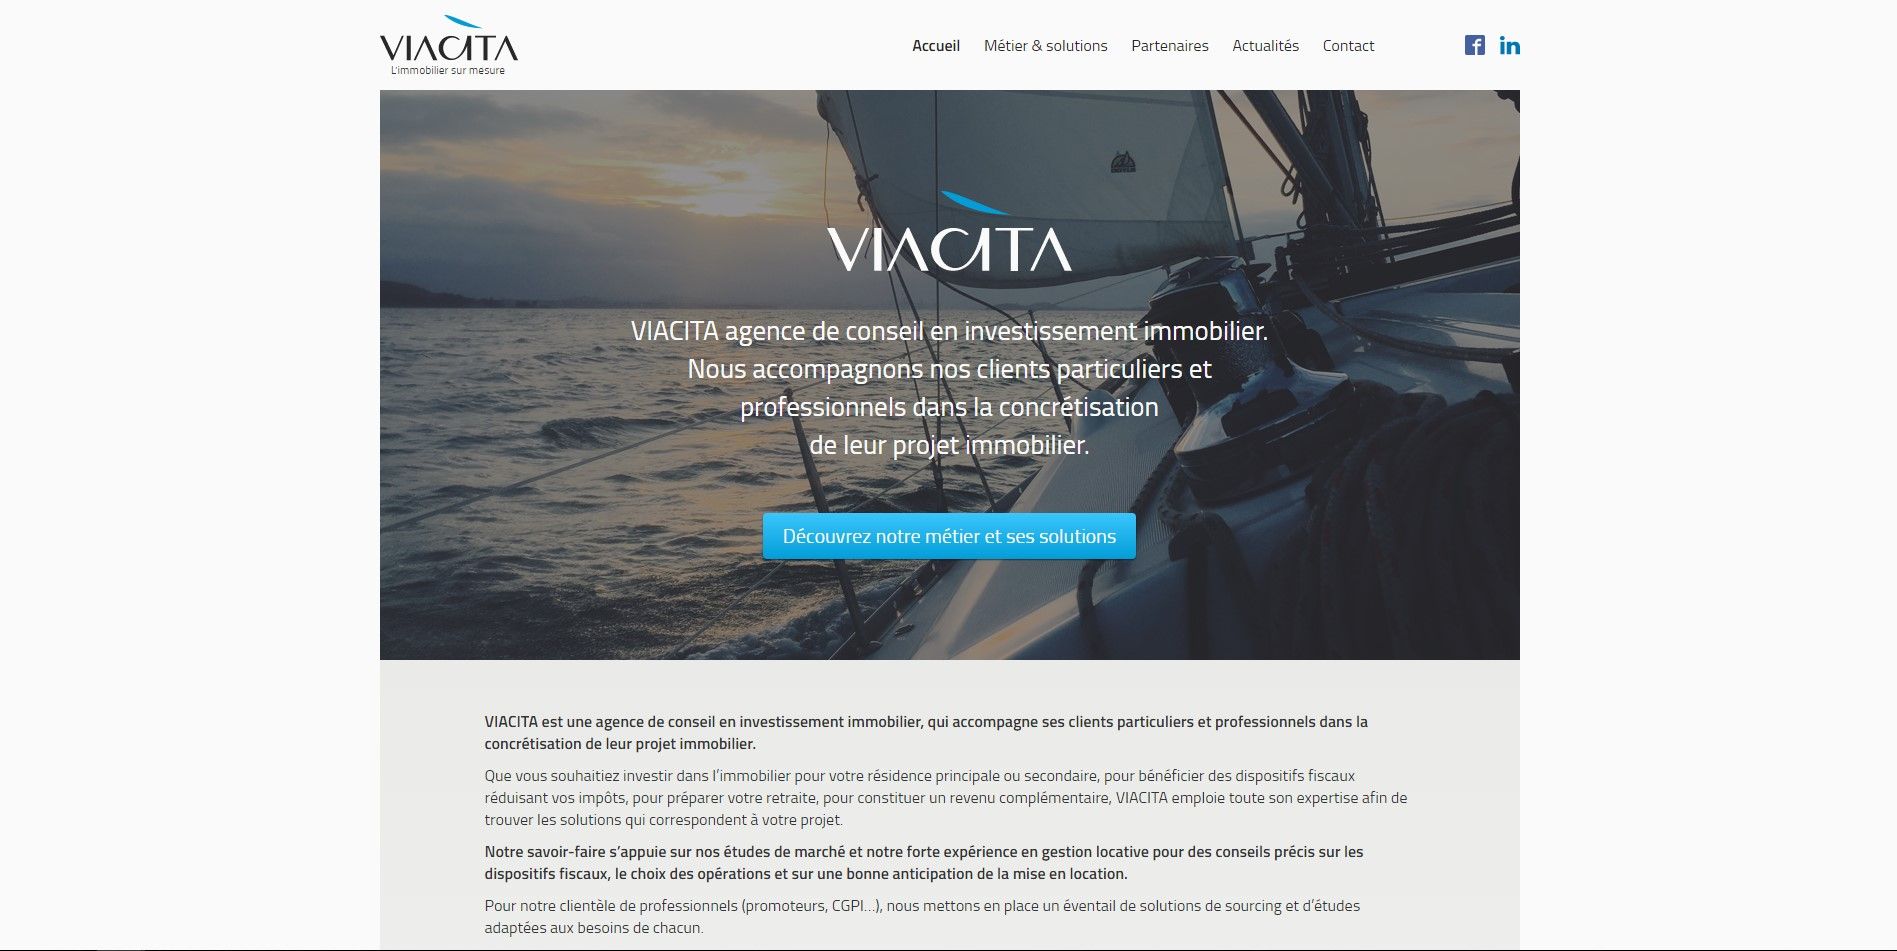 VIACITA
L'immobilier sur mesure
Accueil Métier & solutions Partenaires Actualités Contact
VIACITA
VIACITA agence de conseil en investissement immobilier.
Nous accompagnons nos clients particuliers et
professionnels dans la concrétisation
de leur projet immobilier.
Découvrez notre métier et ses solutions
VIACITA est une agence de conseil en investissement immobilier, qui accompagne ses clients particuliers et professionnels dans la
concrétisation de leur projet immobilier.
Que vous souhaitiez investir dans l’immobilier pour votre résidence principale ou secondaire, pour bénéficier des dispositifs fiscaux
réduisant vos impôts, pour préparer votre retraite, pour constituer un revenu complémentaire, VIACITA emploie toute son expertise afin de
trouver les solutions qui correspondent à votre projet.
Notre savoir-faire s’appuie sur nos études de marché et notre forte expérience en gestion locative pour des conseils précis sur les
dispositifs fiscaux, le choix des opérations et sur une bonne anticipation de la mise en location.
Pour notre clientèle de professionnels (promoteurs, CGPI…), nous mettons en place un éventail de solutions de sourcing et d’études
adaptées aux besoins de chacun.